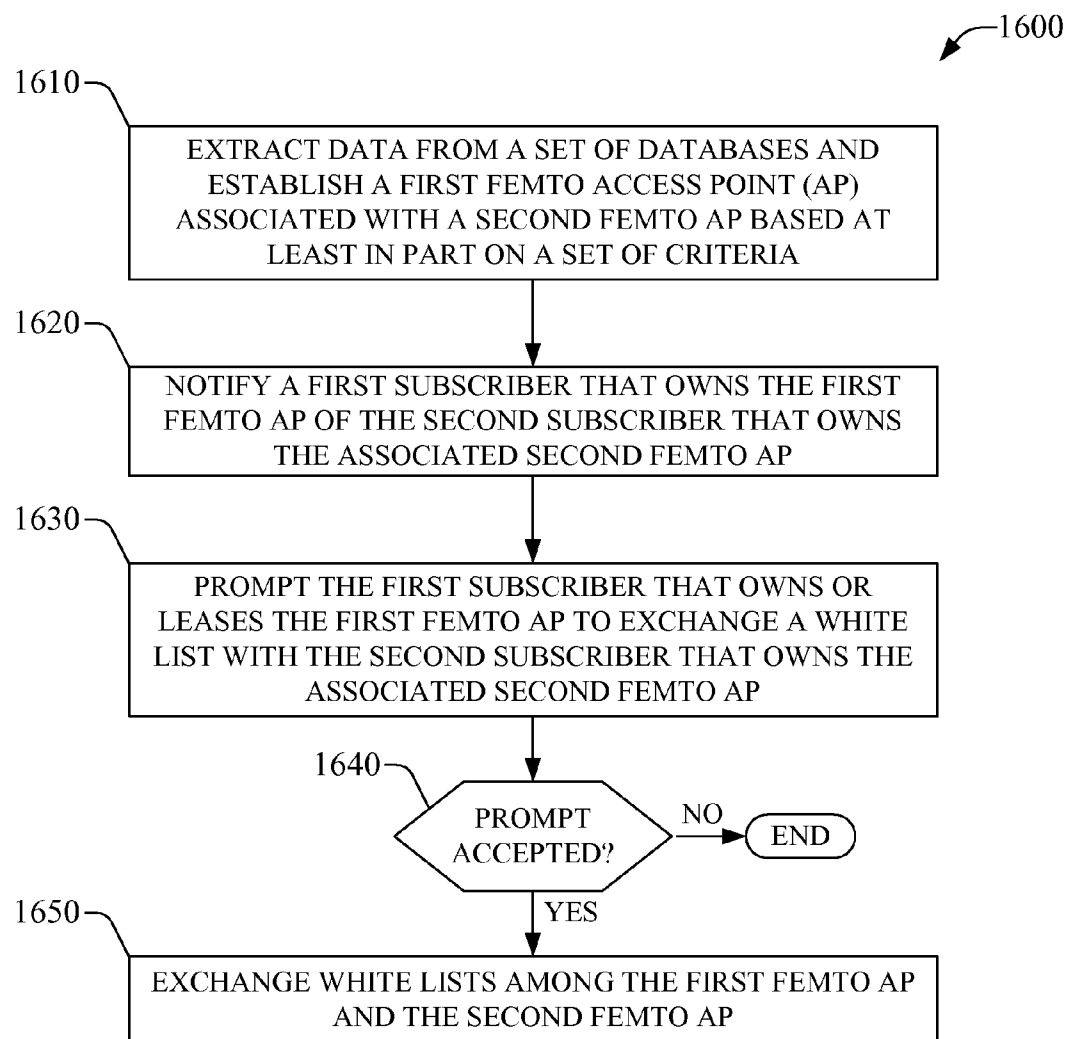 1600
1610
EXTRACT DATA FROM A SET OF DATABASES AND
ESTABLISH A FIRST FEMTO ACCESS POINT (AP)
ASSOCIATED WITH A SECOND FEMTO AP BASED AT
LEAST IN PART ON A SET OF CRITERIA
1620
NOTIFY A FIRST SUBSCRIBER THAT OWNS THE FIRST
FEMTO AP OF THE SECOND SUBSCRIBER THAT OWNS
THE ASSOCIATED SECOND FEMTO AP
1630
PROMPT THE FIRST SUBSCRIBER THAT OWNS OR
LEASES THE FIRST FEMTO AP TO EXCHANGE A WHITE
LIST WITH THE SECOND SUBSCRIBER THAT OWNS THE
ASSOCIATED SECOND FEMTO AP
1640
PROMPT
ACCEPTED?
NO
END
YES
1650
EXCHANGE WHITE LISTS AMONG THE FIRST FEMTO AP
AND THE SECOND FEMTO AP